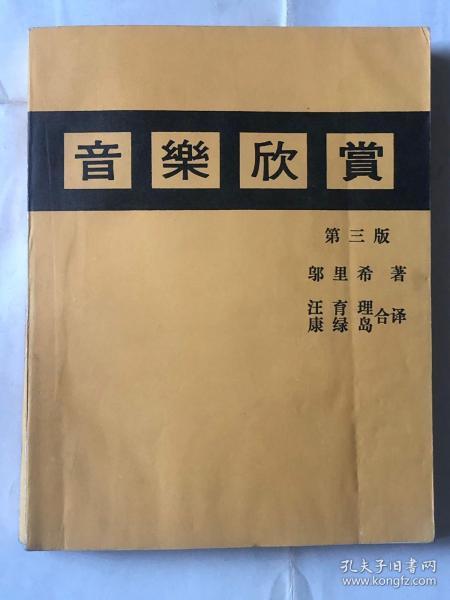 音樂欣賞
第三版
邬里希 著
汪育理
康绿岛 合译
孔夫子旧书网
www.kongfz.com